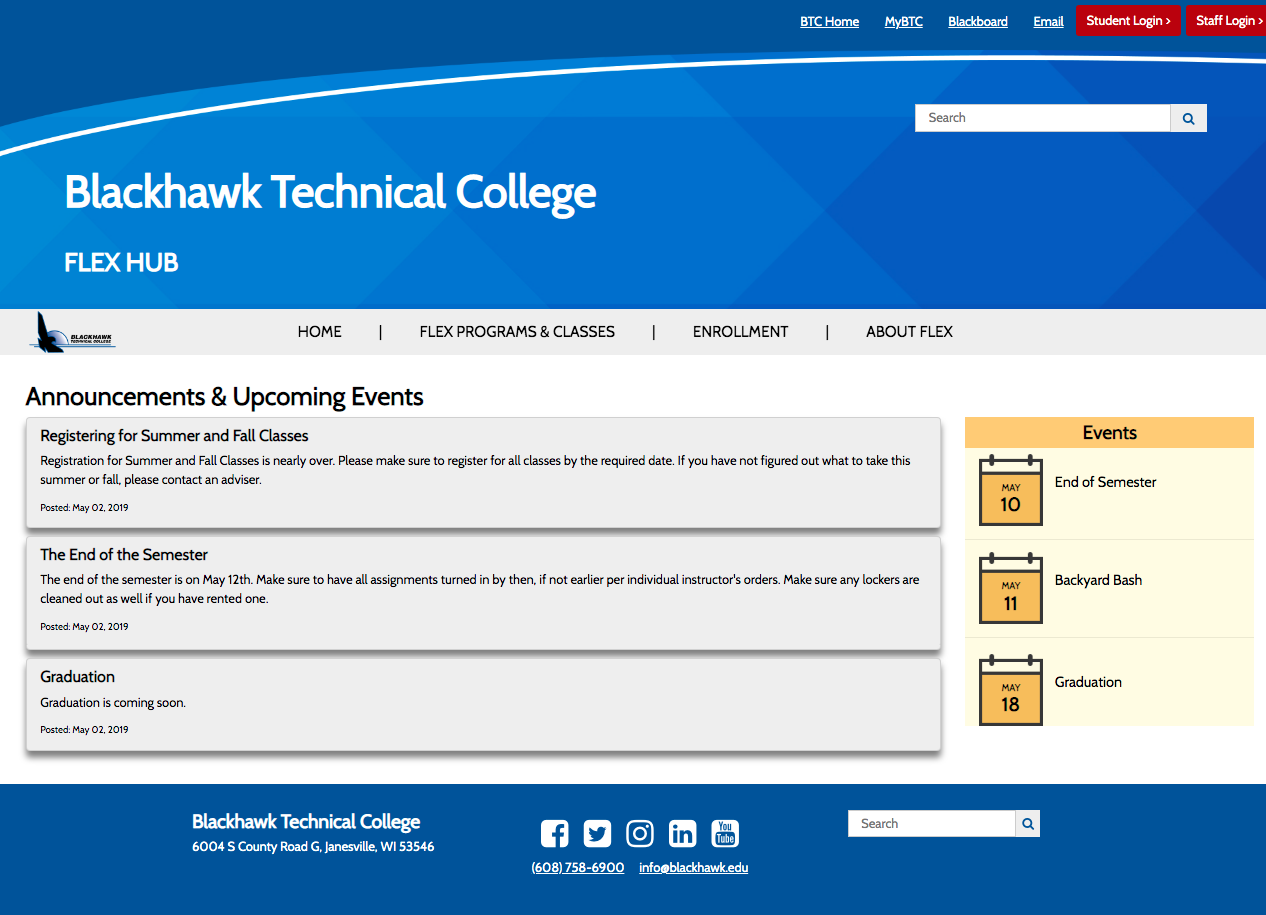 BTC Home MyBTC Blackboard Email Student Login › Staff Login ›
Search
Blackhawk Technical College
FLEX HUB
BLACKHAWK
TECHNICAL COLLEGE
HOME | FLEX PROGRAMS & CLASSES | ENROLLMENT | ABOUT FLEX
Announcements & Upcoming Events
Registering for Summer and Fall Classes
Registration for Summer and Fall Classes is nearly over. Please make sure to register for all classes by the required date. If you have not figured out what to take this
summer or fall, please contact an adviser.
Posted: May 02, 2019
The End of the Semester
The end of the semester is on May 12th. Make sure to have all assignments turned in by then, if not earlier per individual instructor's orders. Make sure any lockers are
cleaned out as well if you have rented one.
Posted: May 02, 2019
Graduation
Graduation is coming soon.
Posted: May 02, 2019
Events
MAY
10
End of Semester
MAY
11
Backyard Bash
MAY
18
Graduation
Blackhawk Technical College
6004 S County Road G, Janesville, WI 53546
You
Tube
(608) 758-6900 info@blackhawk.edu
Search